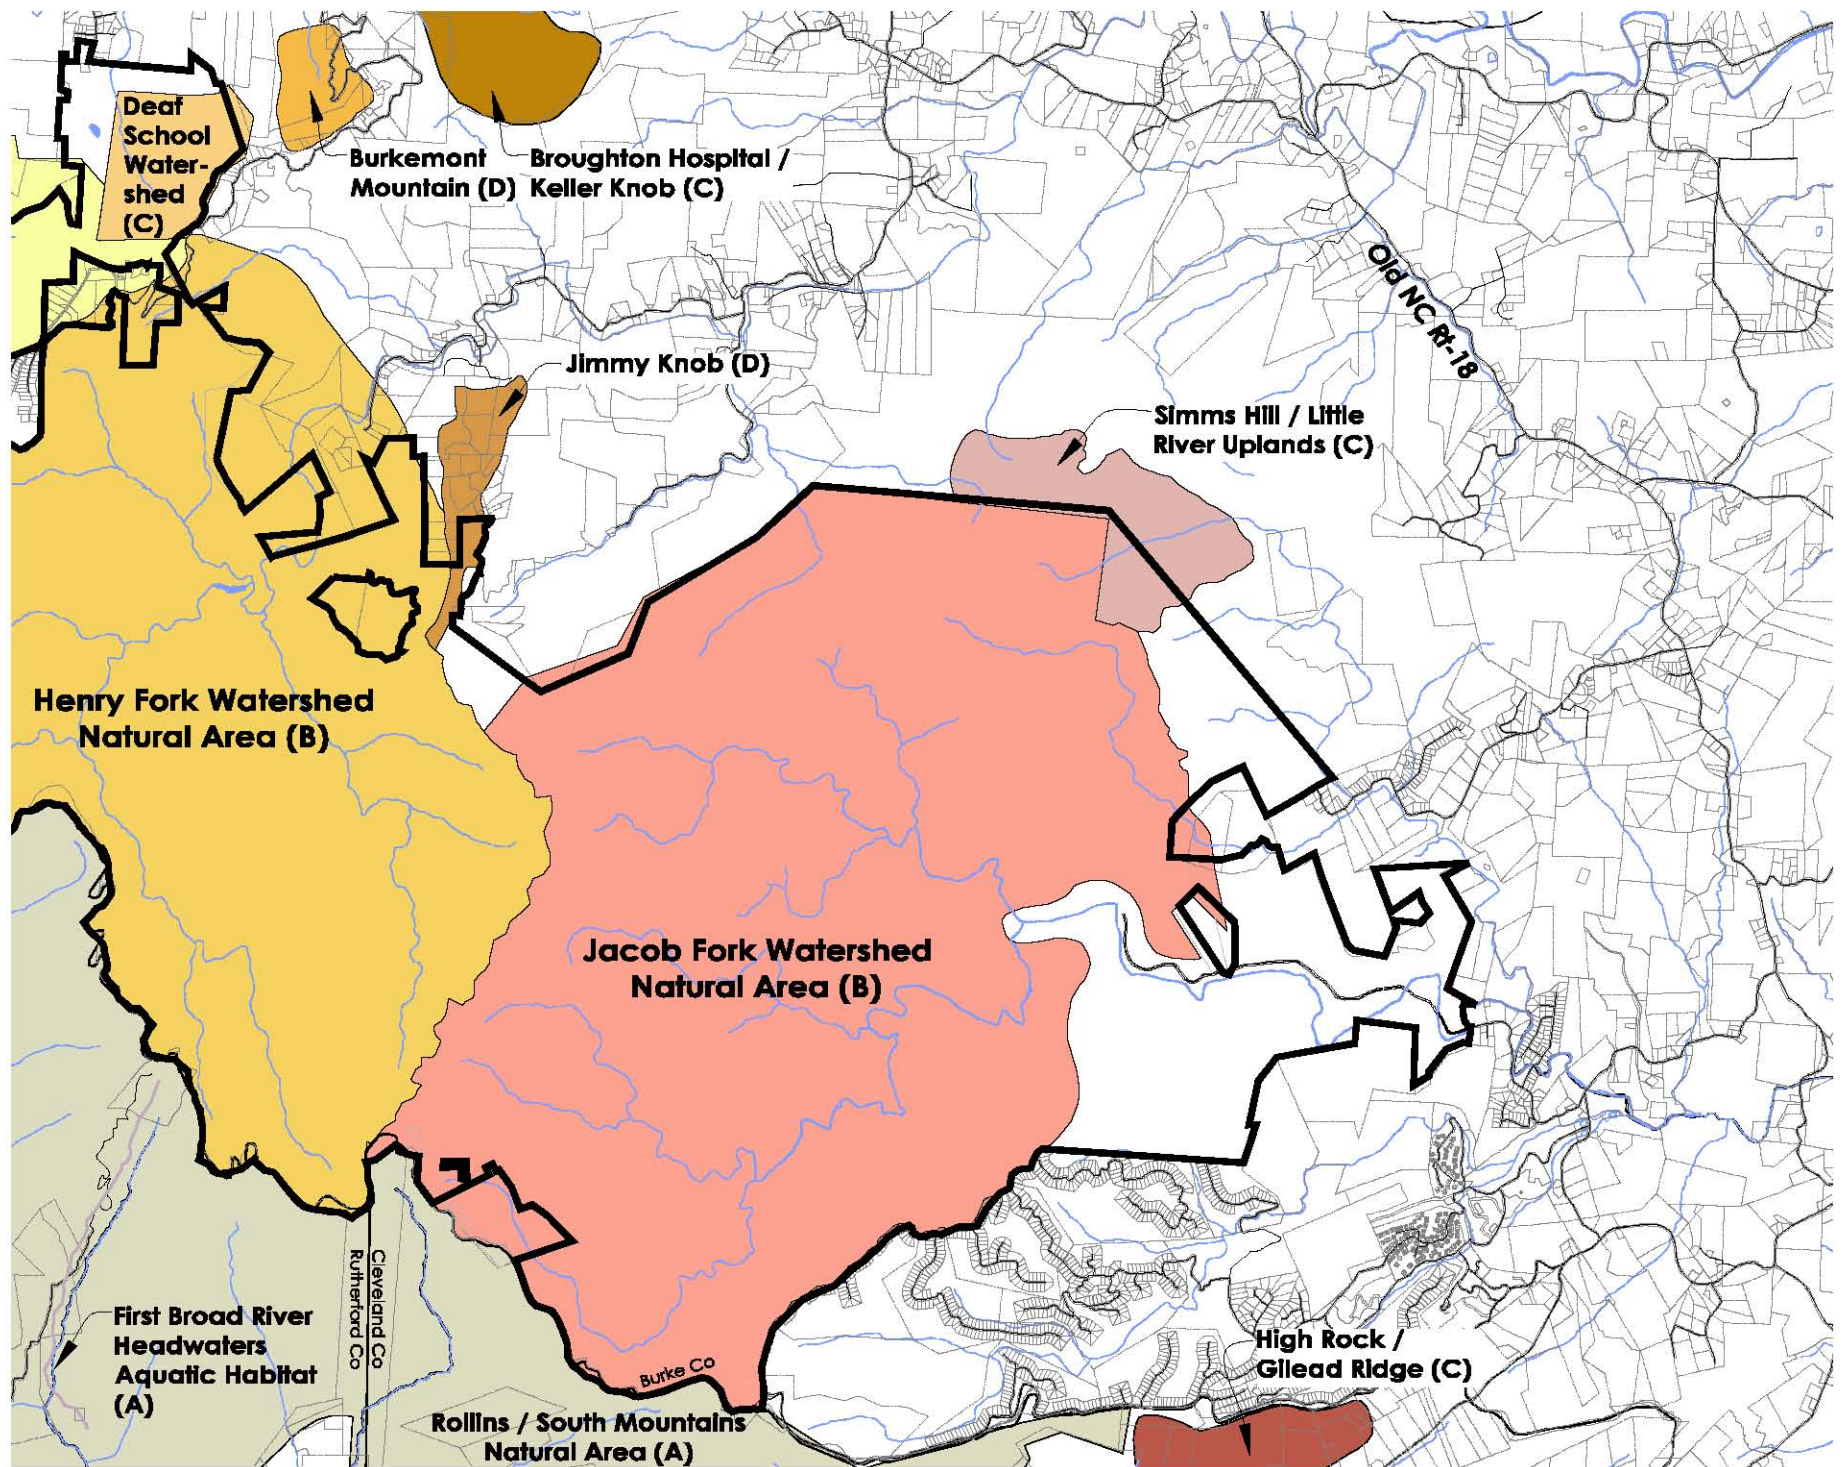 Deaf
School
Water-
shed
(C)
Burkemont
Mountain (D)
Broughton Hospital /
Keller Knob (C)
Old NC Rt-18
Jimmy Knob (D)
Simms Hill / Little
River Uplands (C)
Henry Fork Watershed
Natural Area (B)
Jacob Fork Watershed
Natural Area (B)
Cleveland Co
Rutherford Co
First Broad River
Headwaters
Aquatic Habitat
(A)
Burke Co
High Rock /
Gilead Ridge (C)
Rollins / South Mountains
Natural Area (A)